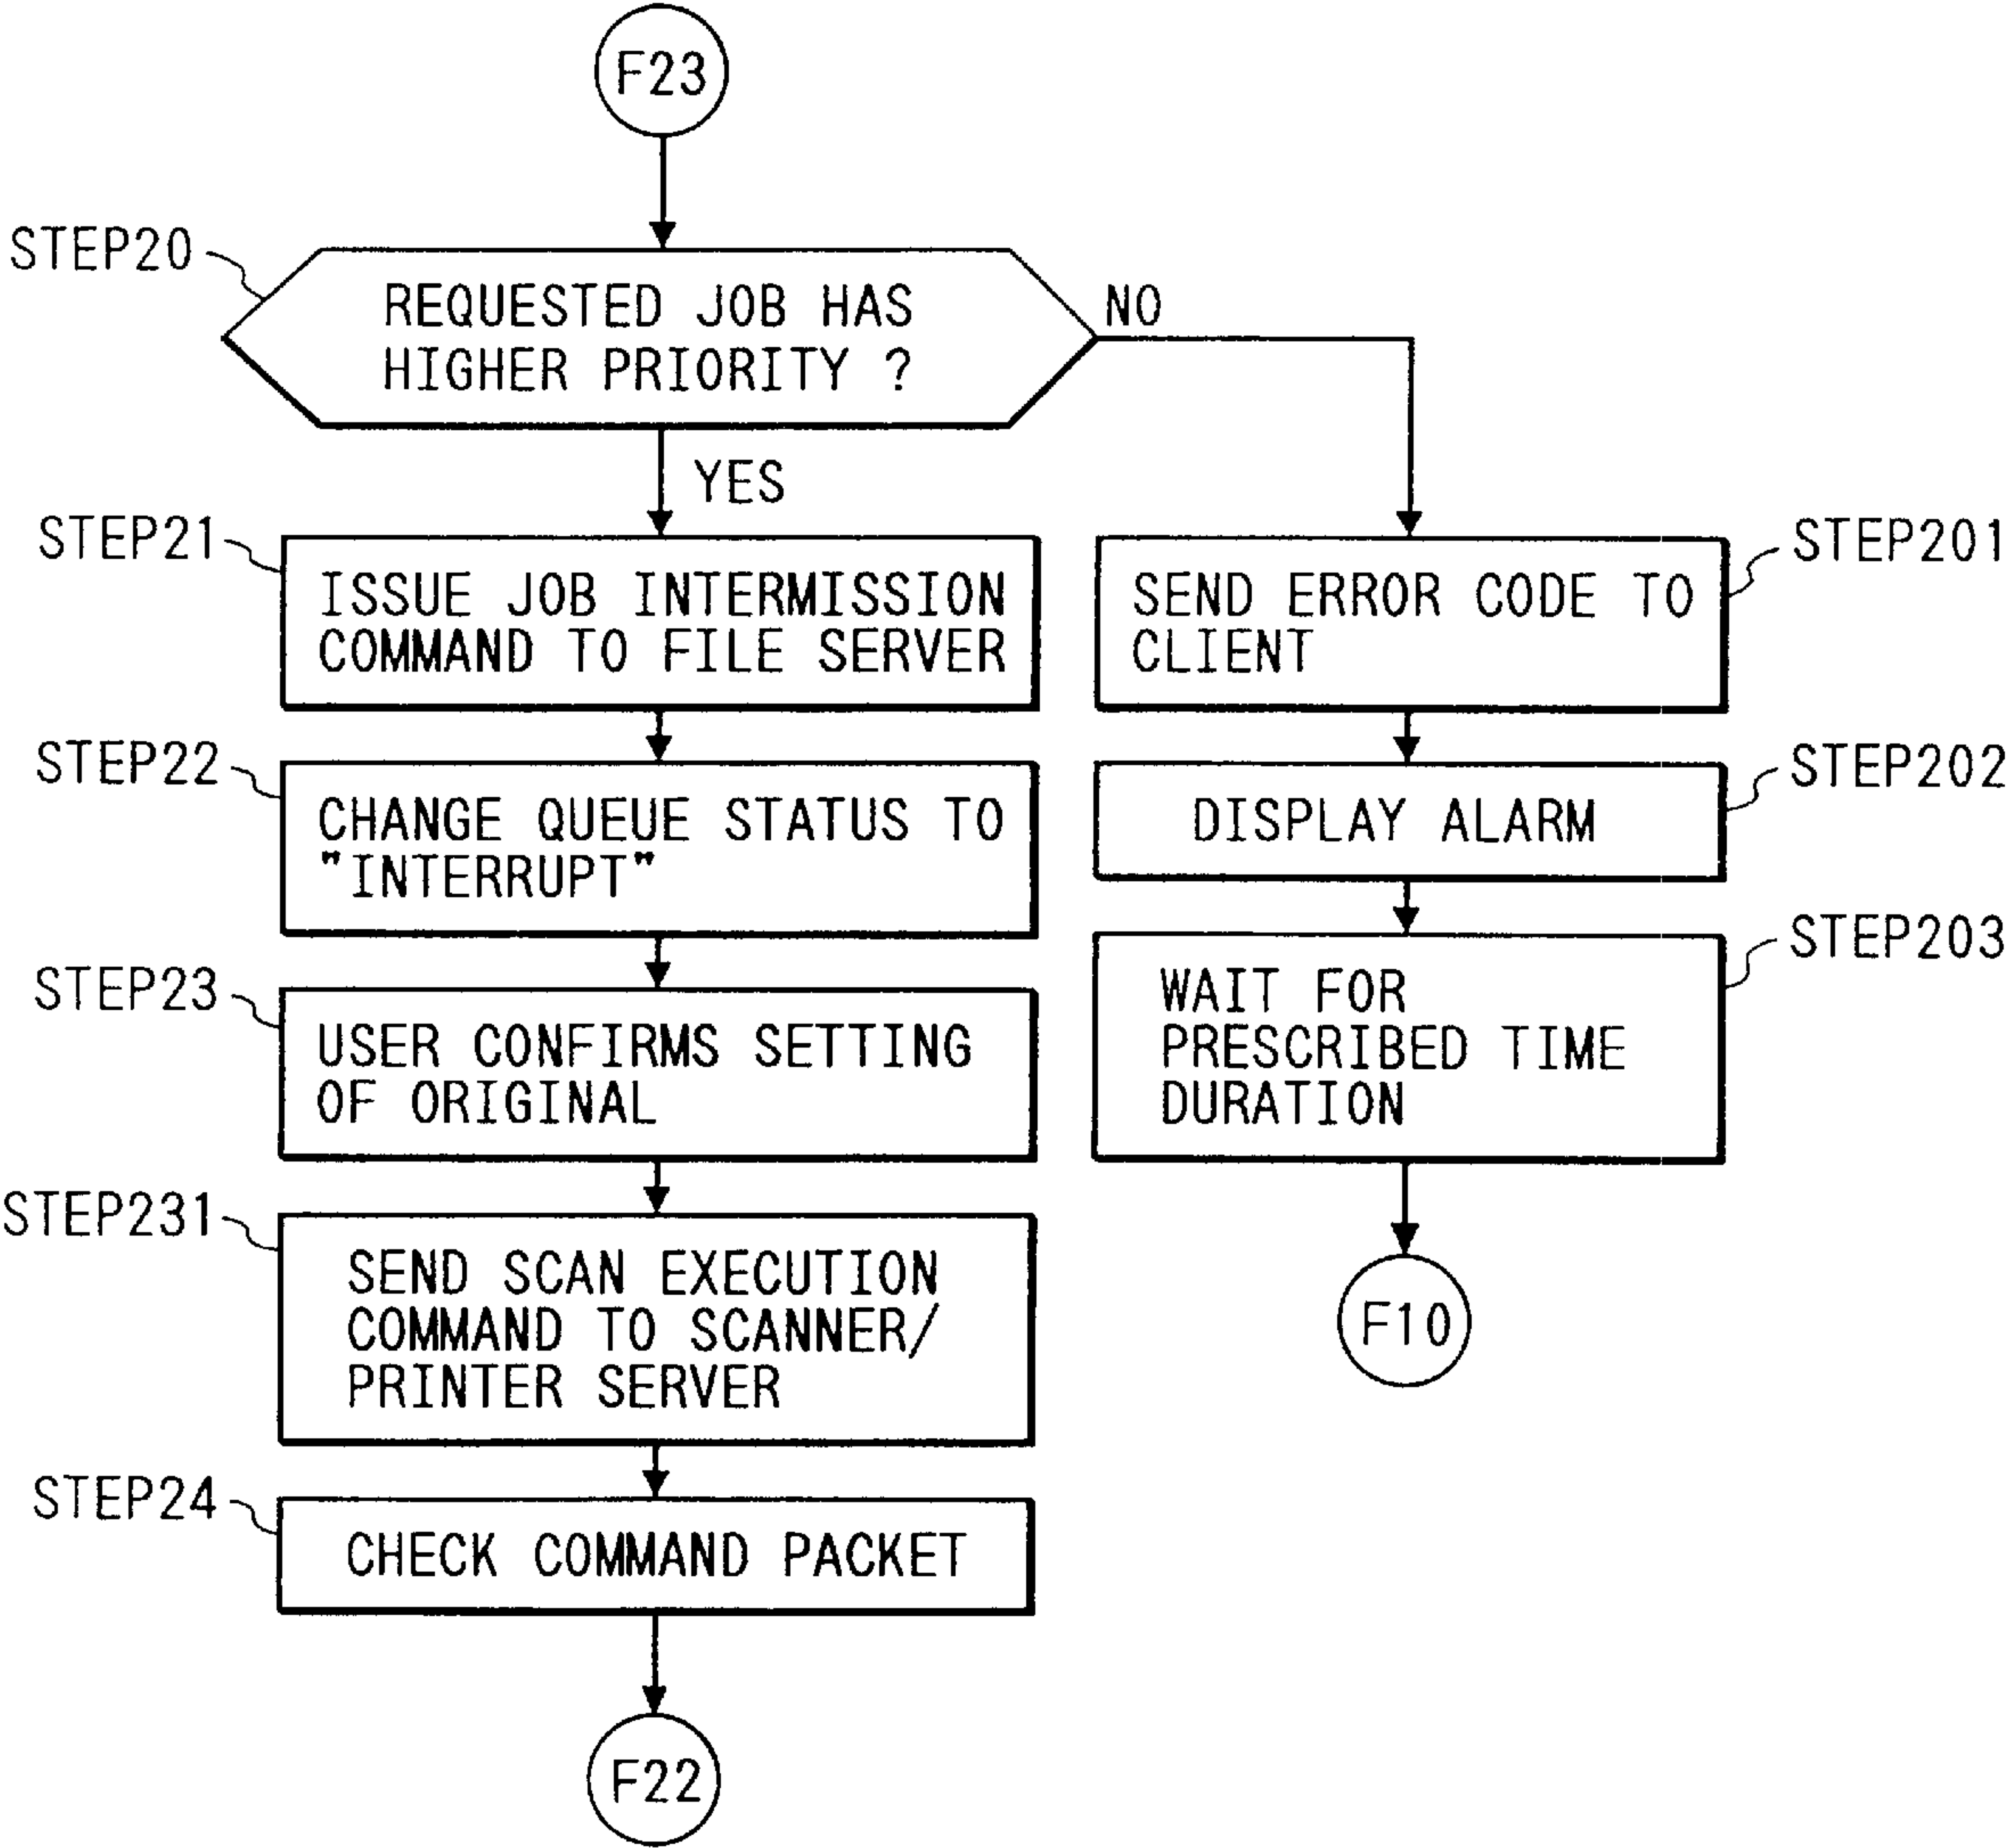 F23
STEP20
REQUESTED JOB HAS
HIGHER PRIORITY ?
NO
YES
STEP21
ISSUE JOB INTERMISSION
COMMAND TO FILE SERVER
STEP201
SEND ERROR CODE TO
CLIENT
STEP22
CHANGE QUEUE STATUS TO
"INTERRUPT"
STEP202
DISPLAY ALARM
STEP23
USER CONFIRMS SETTING
OF ORIGINAL
STEP203
WAIT FOR
PRESCRIBED TIME
DURATION
STEP231
SEND SCAN EXECUTION
COMMAND TO SCANNER/
PRINTER SERVER
F10
STEP24
CHECK COMMAND PACKET
F22